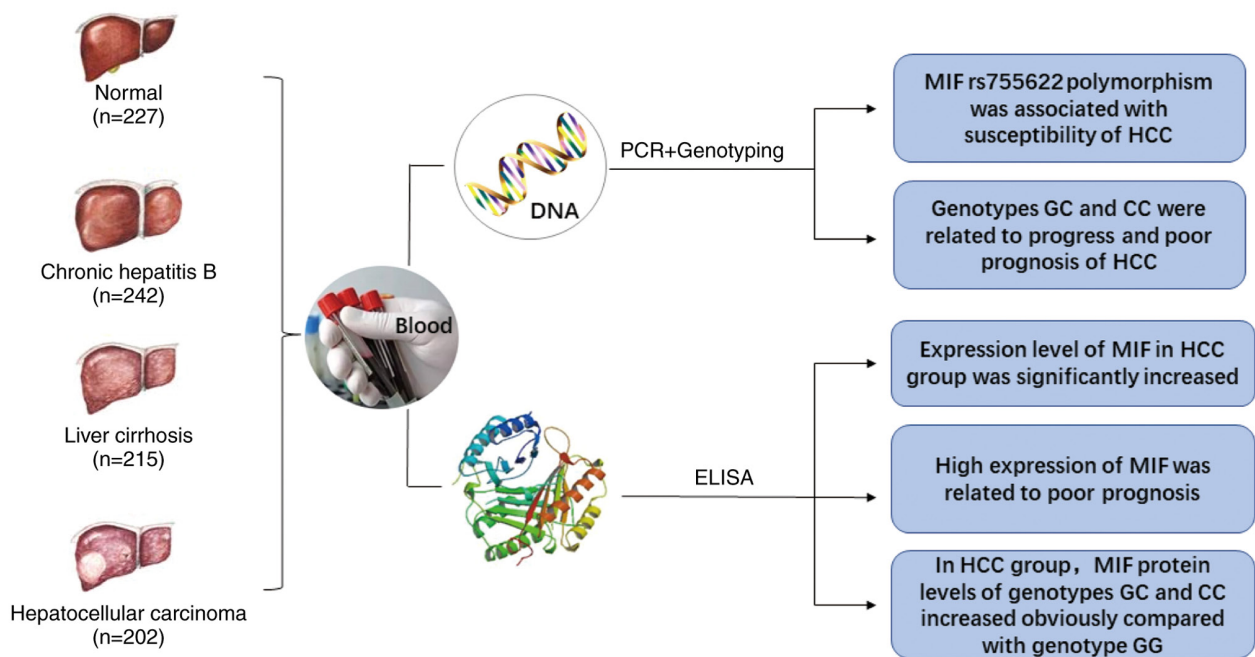 Normal
(n=227)
Chronic hepatitis B
(n=242)
Liver cirrhosis
(n=215)
Hepatocellular carcinoma
(n=202)
Blood
DNA
PCR+Genotyping
ELISA
MIF rs755622 polymorphism
was associated with
susceptibility of HCC
Genotypes GC and CC were
related to progress and poor
prognosis of HCC
Expression level of MIF in HCC
group was significantly increased
High expression of MIF was
related to poor prognosis
In HCC group，MIF protein
levels of genotypes GC and CC
increased obviously compared
with genotype GG